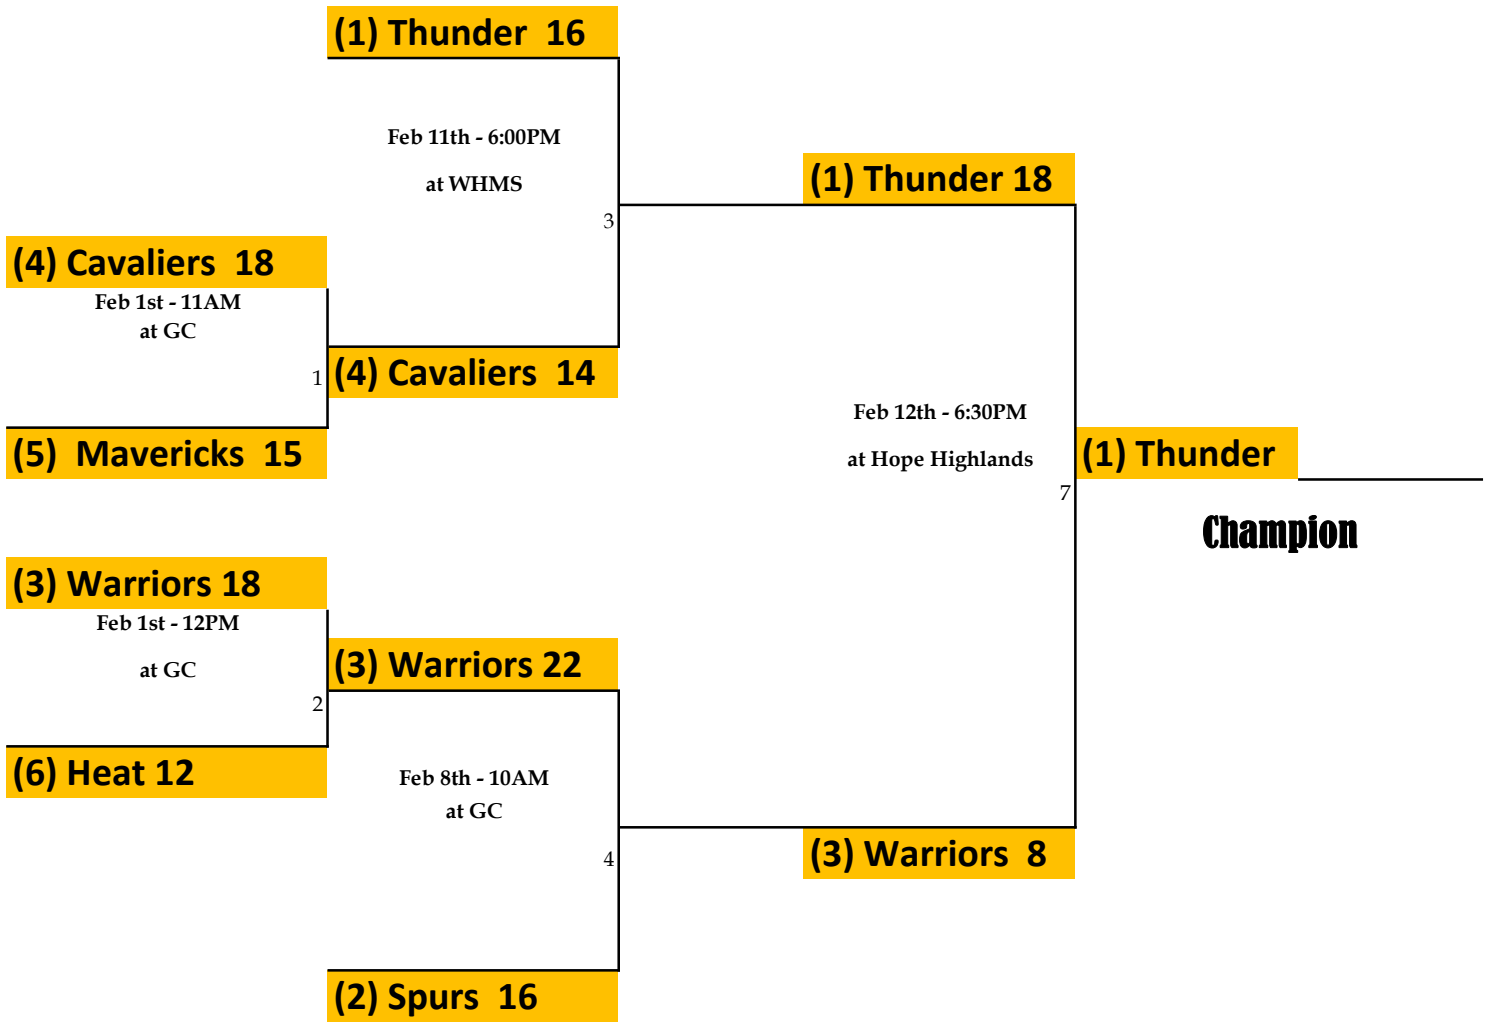 (1) Thunder  16
Feb 11th - 6:00PM
at WHMS
3
(4) Cavaliers  18
Feb 1st - 11AM
at GC
1
(4) Cavaliers  14
(5)  Mavericks  15
(1) Thunder 18
Feb 12th - 6:30PM
at Hope Highlands
7
(1) Thunder
Champion
(3) Warriors 18
Feb 1st - 12PM
at GC
2
(6) Heat 12
(3) Warriors 22
Feb 8th - 10AM
at GC
4
(3) Warriors  8
(2) Spurs  16